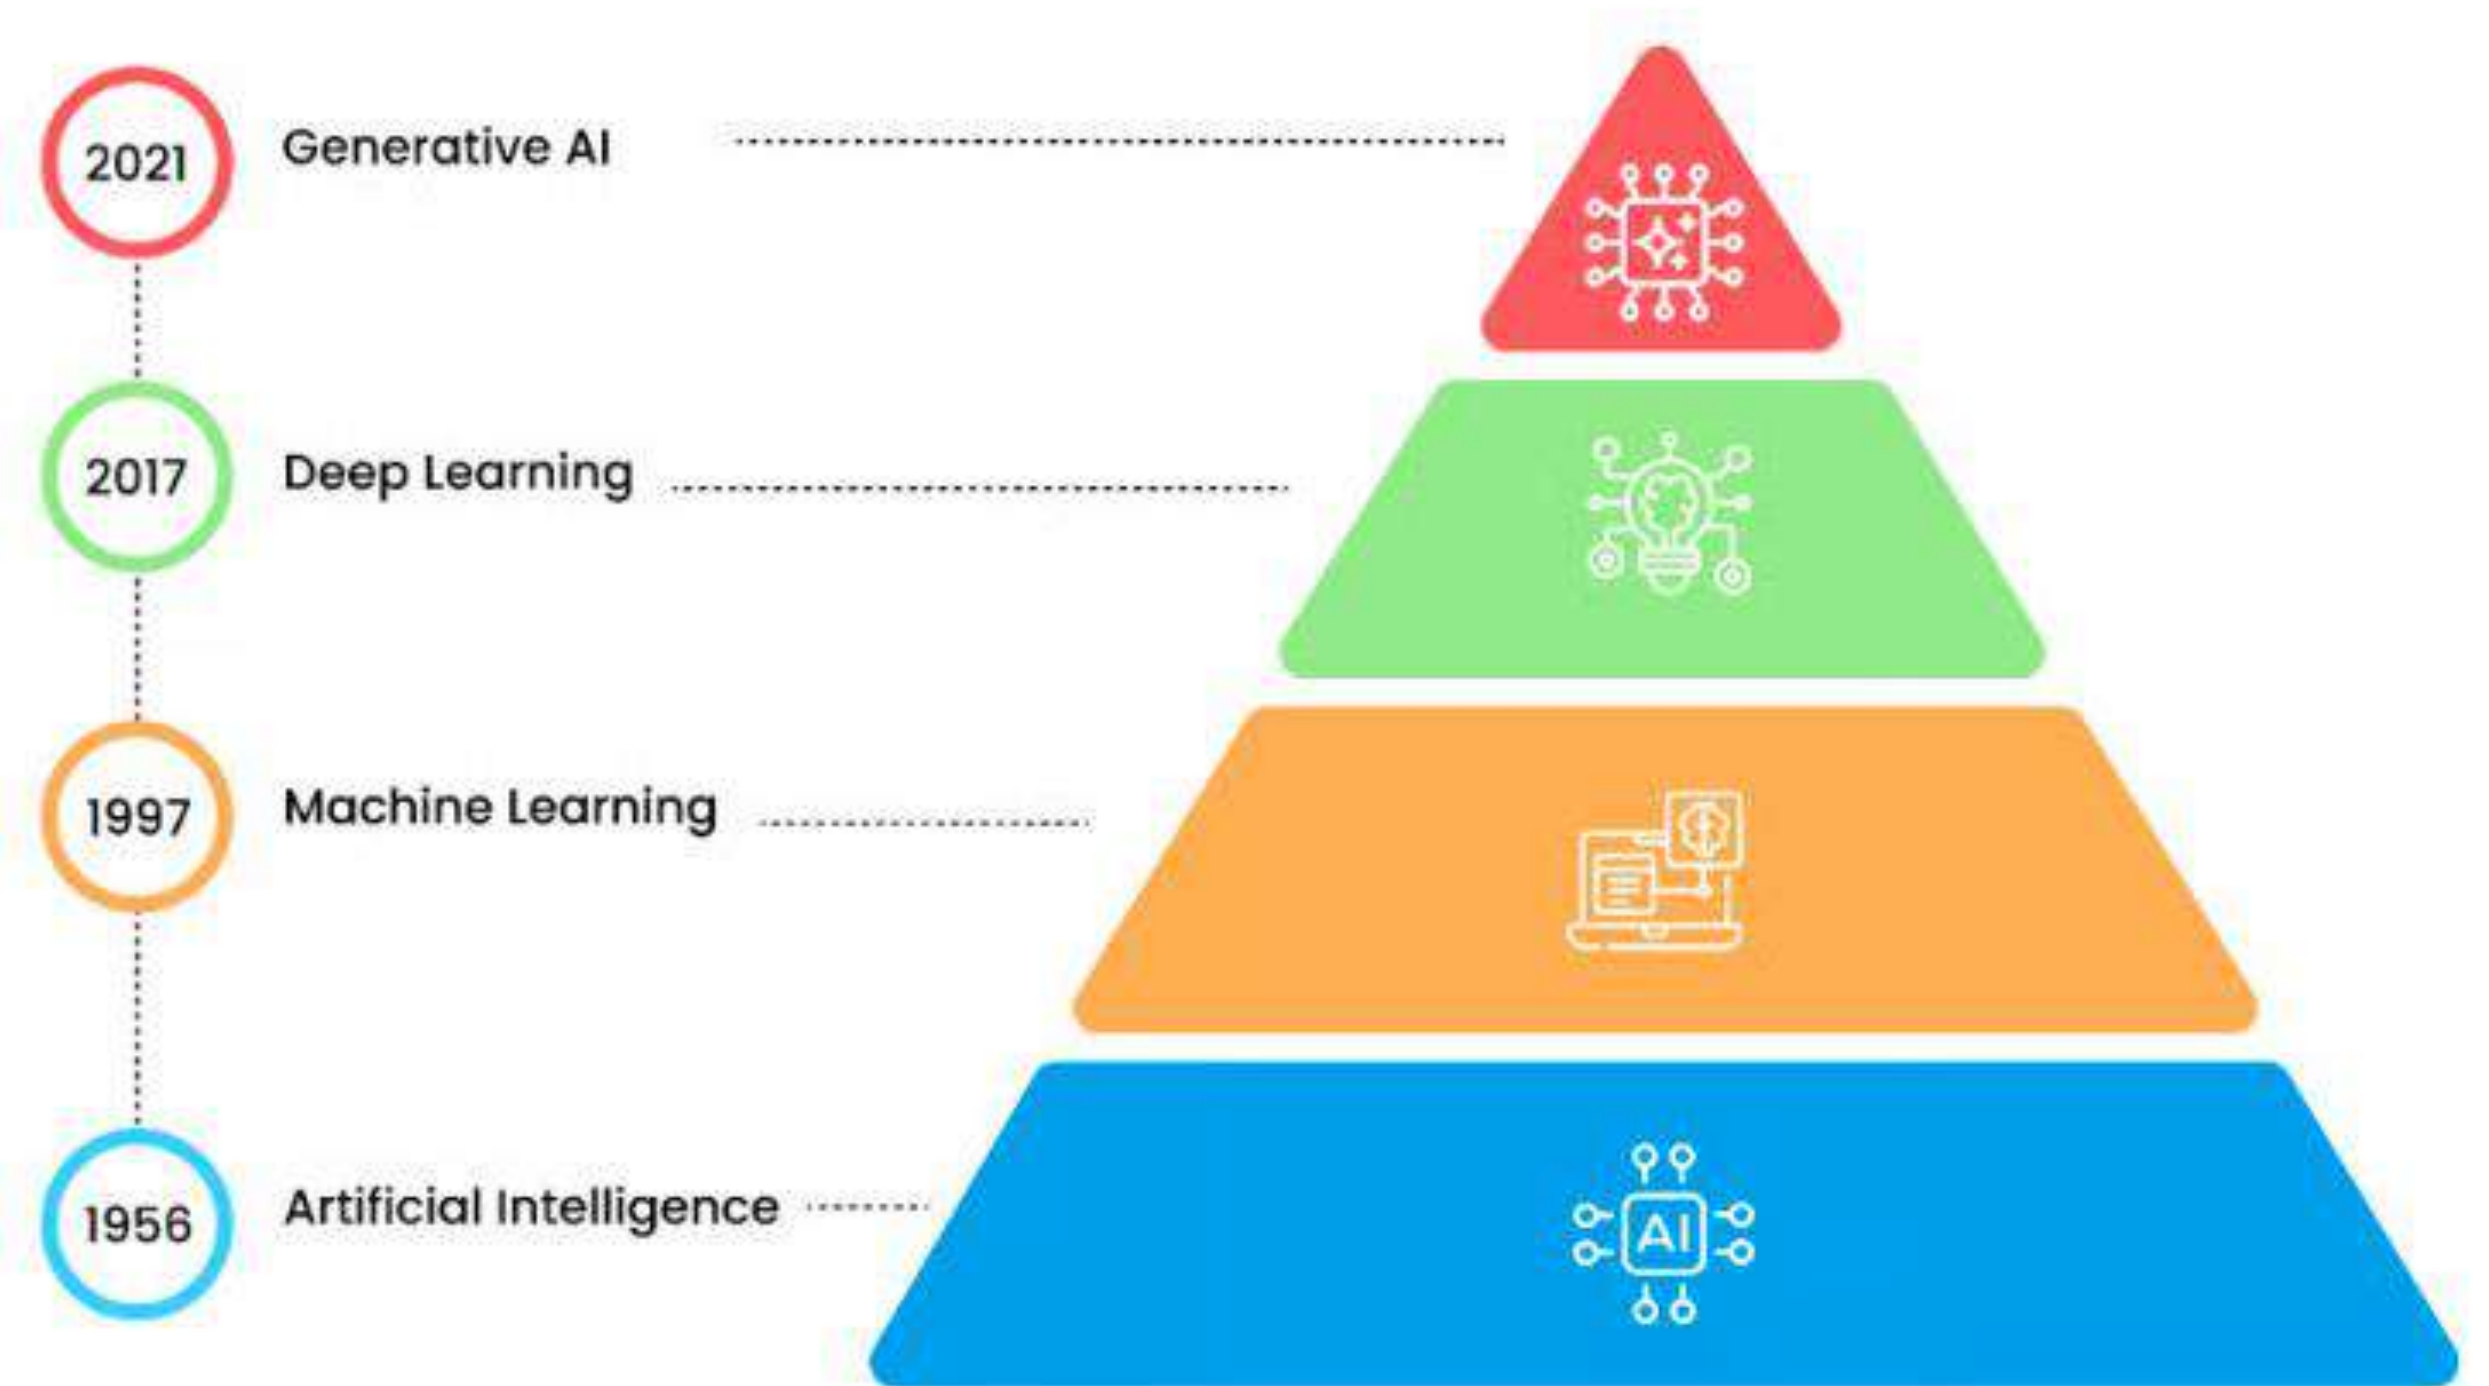 2021
Generative AI
2017
Deep Learning
1997
Machine Learning
1956
Artificial Intelligence
AI